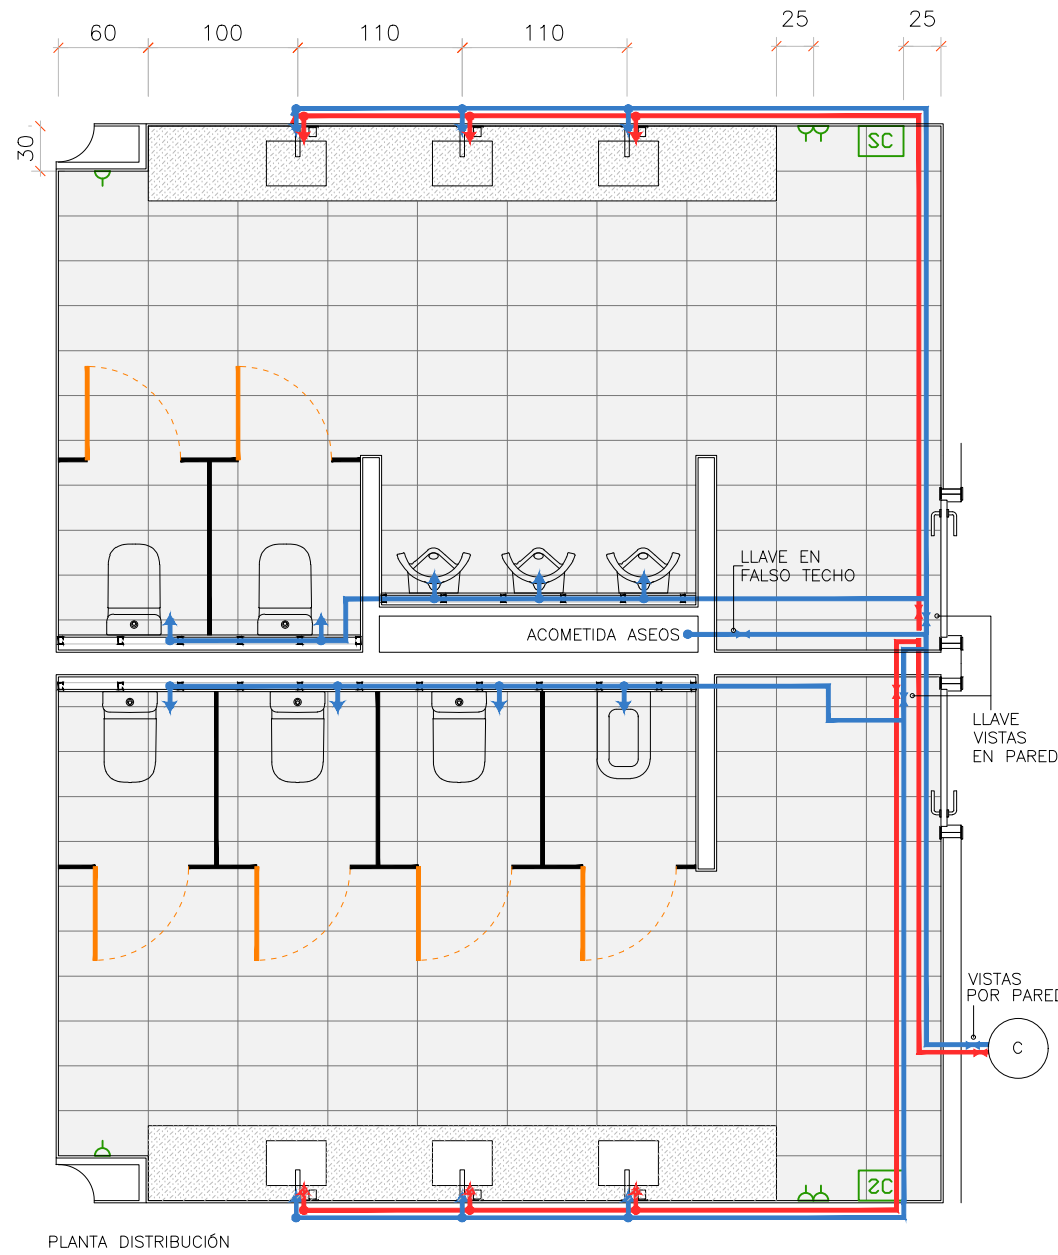 60
100
110
110
25
25
30
SC
LLAVE EN
FALSO TECHO
ACOMETIDA ASEOS
LLAVE
VISTAS
EN PARED
VISTAS
POR PARED
C
SC
PLANTA DISTRIBUCIÓN